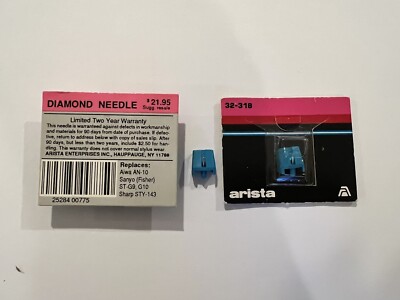 DIAMOND NEEDLE $21.95
Sugg. resale
Limited Two Year Warranty
This needle is warranteed against defects in workmanship
and materials for 90 days from date of purchase. If defec-
tive, return to address below with copy of sales slip. After
90 days, but less than two years, include $2.50 for han-
dling. This warranty does not cover normal stylus wear.
ARISTA ENTERPRISES INC., HAUPPAUGE, NY 11788
Replaces:
Aiwa AN-10
Sanyo (Fisher)
ST-G9, G10
Sharp STY-143
25284 00775
32-319
arista